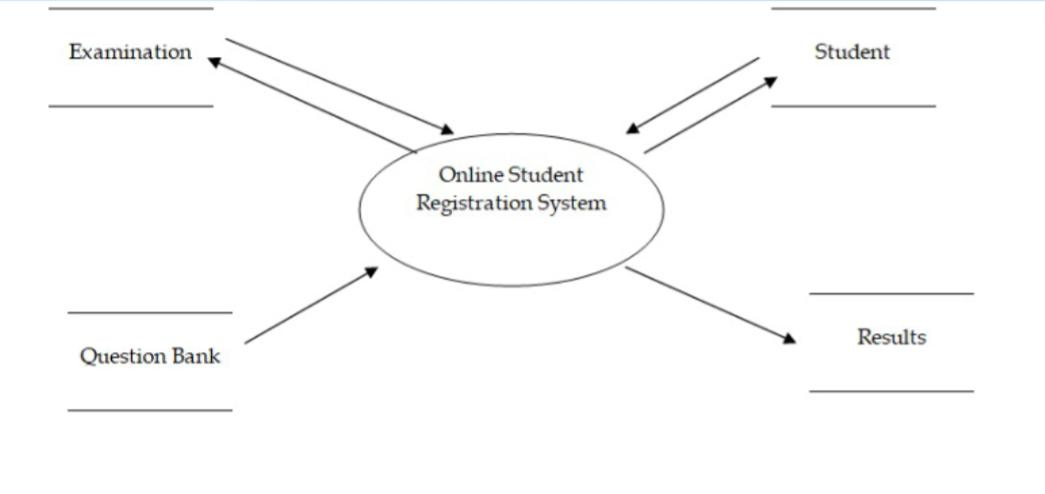 Examination
Student
Online Student
Registration System
Question Bank
Results